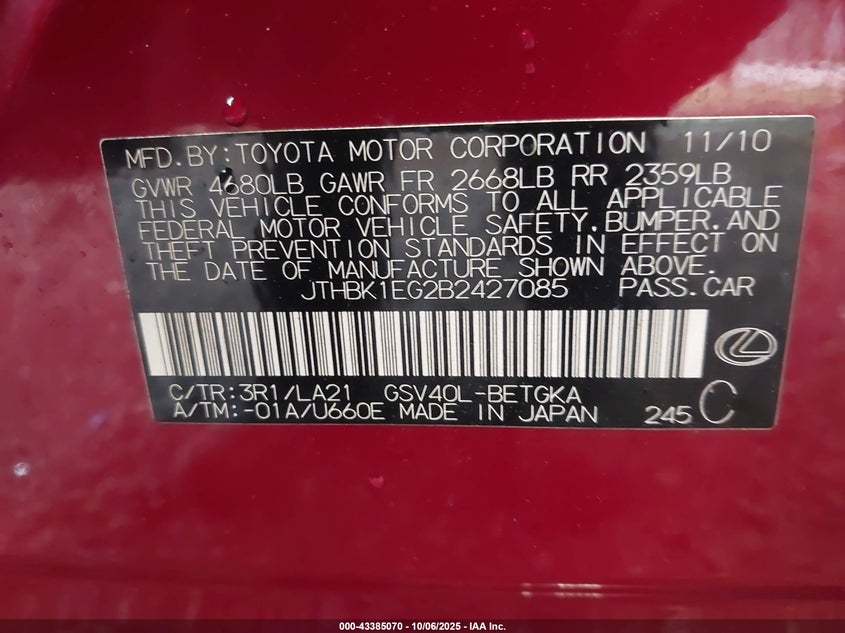 MFD.BY:TOYOTA MOTOR CORPORATION 11/10
GVWR 4680LB GAWR FR 2668LB RR 2359LB
THIS VEHICLE CONFORMS TO ALL APPLICABLE
FEDERAL MOTOR VEHICLE SAFETY,BUMPER,AND
THEFT PREVENTION STANDARDS IN EFFECT ON
THE DATE OF MANUFACTURE SHOWN ABOVE.
JTHBK1EG2B2427085 PASS.CAR
C/TR:3R1/LA21 GSV40L-BETGKA
A/TM:-01A/U660E MADE IN JAPAN 245 C
000-43385070 - 10/06/2025 - IAA Inc.